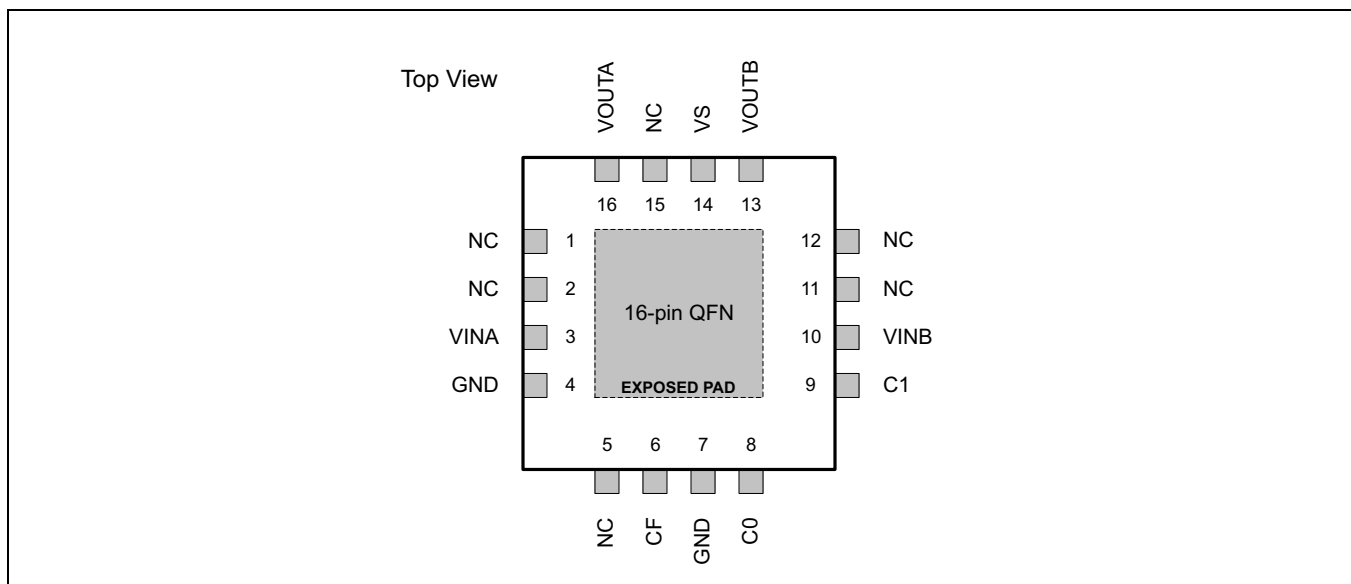 Top View
VOUTA
NC
VS
VOUTB
16 15 14 13
NC 1
NC 2
VINA 3
GND 4
12 NC
11 NC
10 VINB
9 C1
16-pin QFN
EXPOSED PAD
5 6 7 8
NC
CF
GND
C0